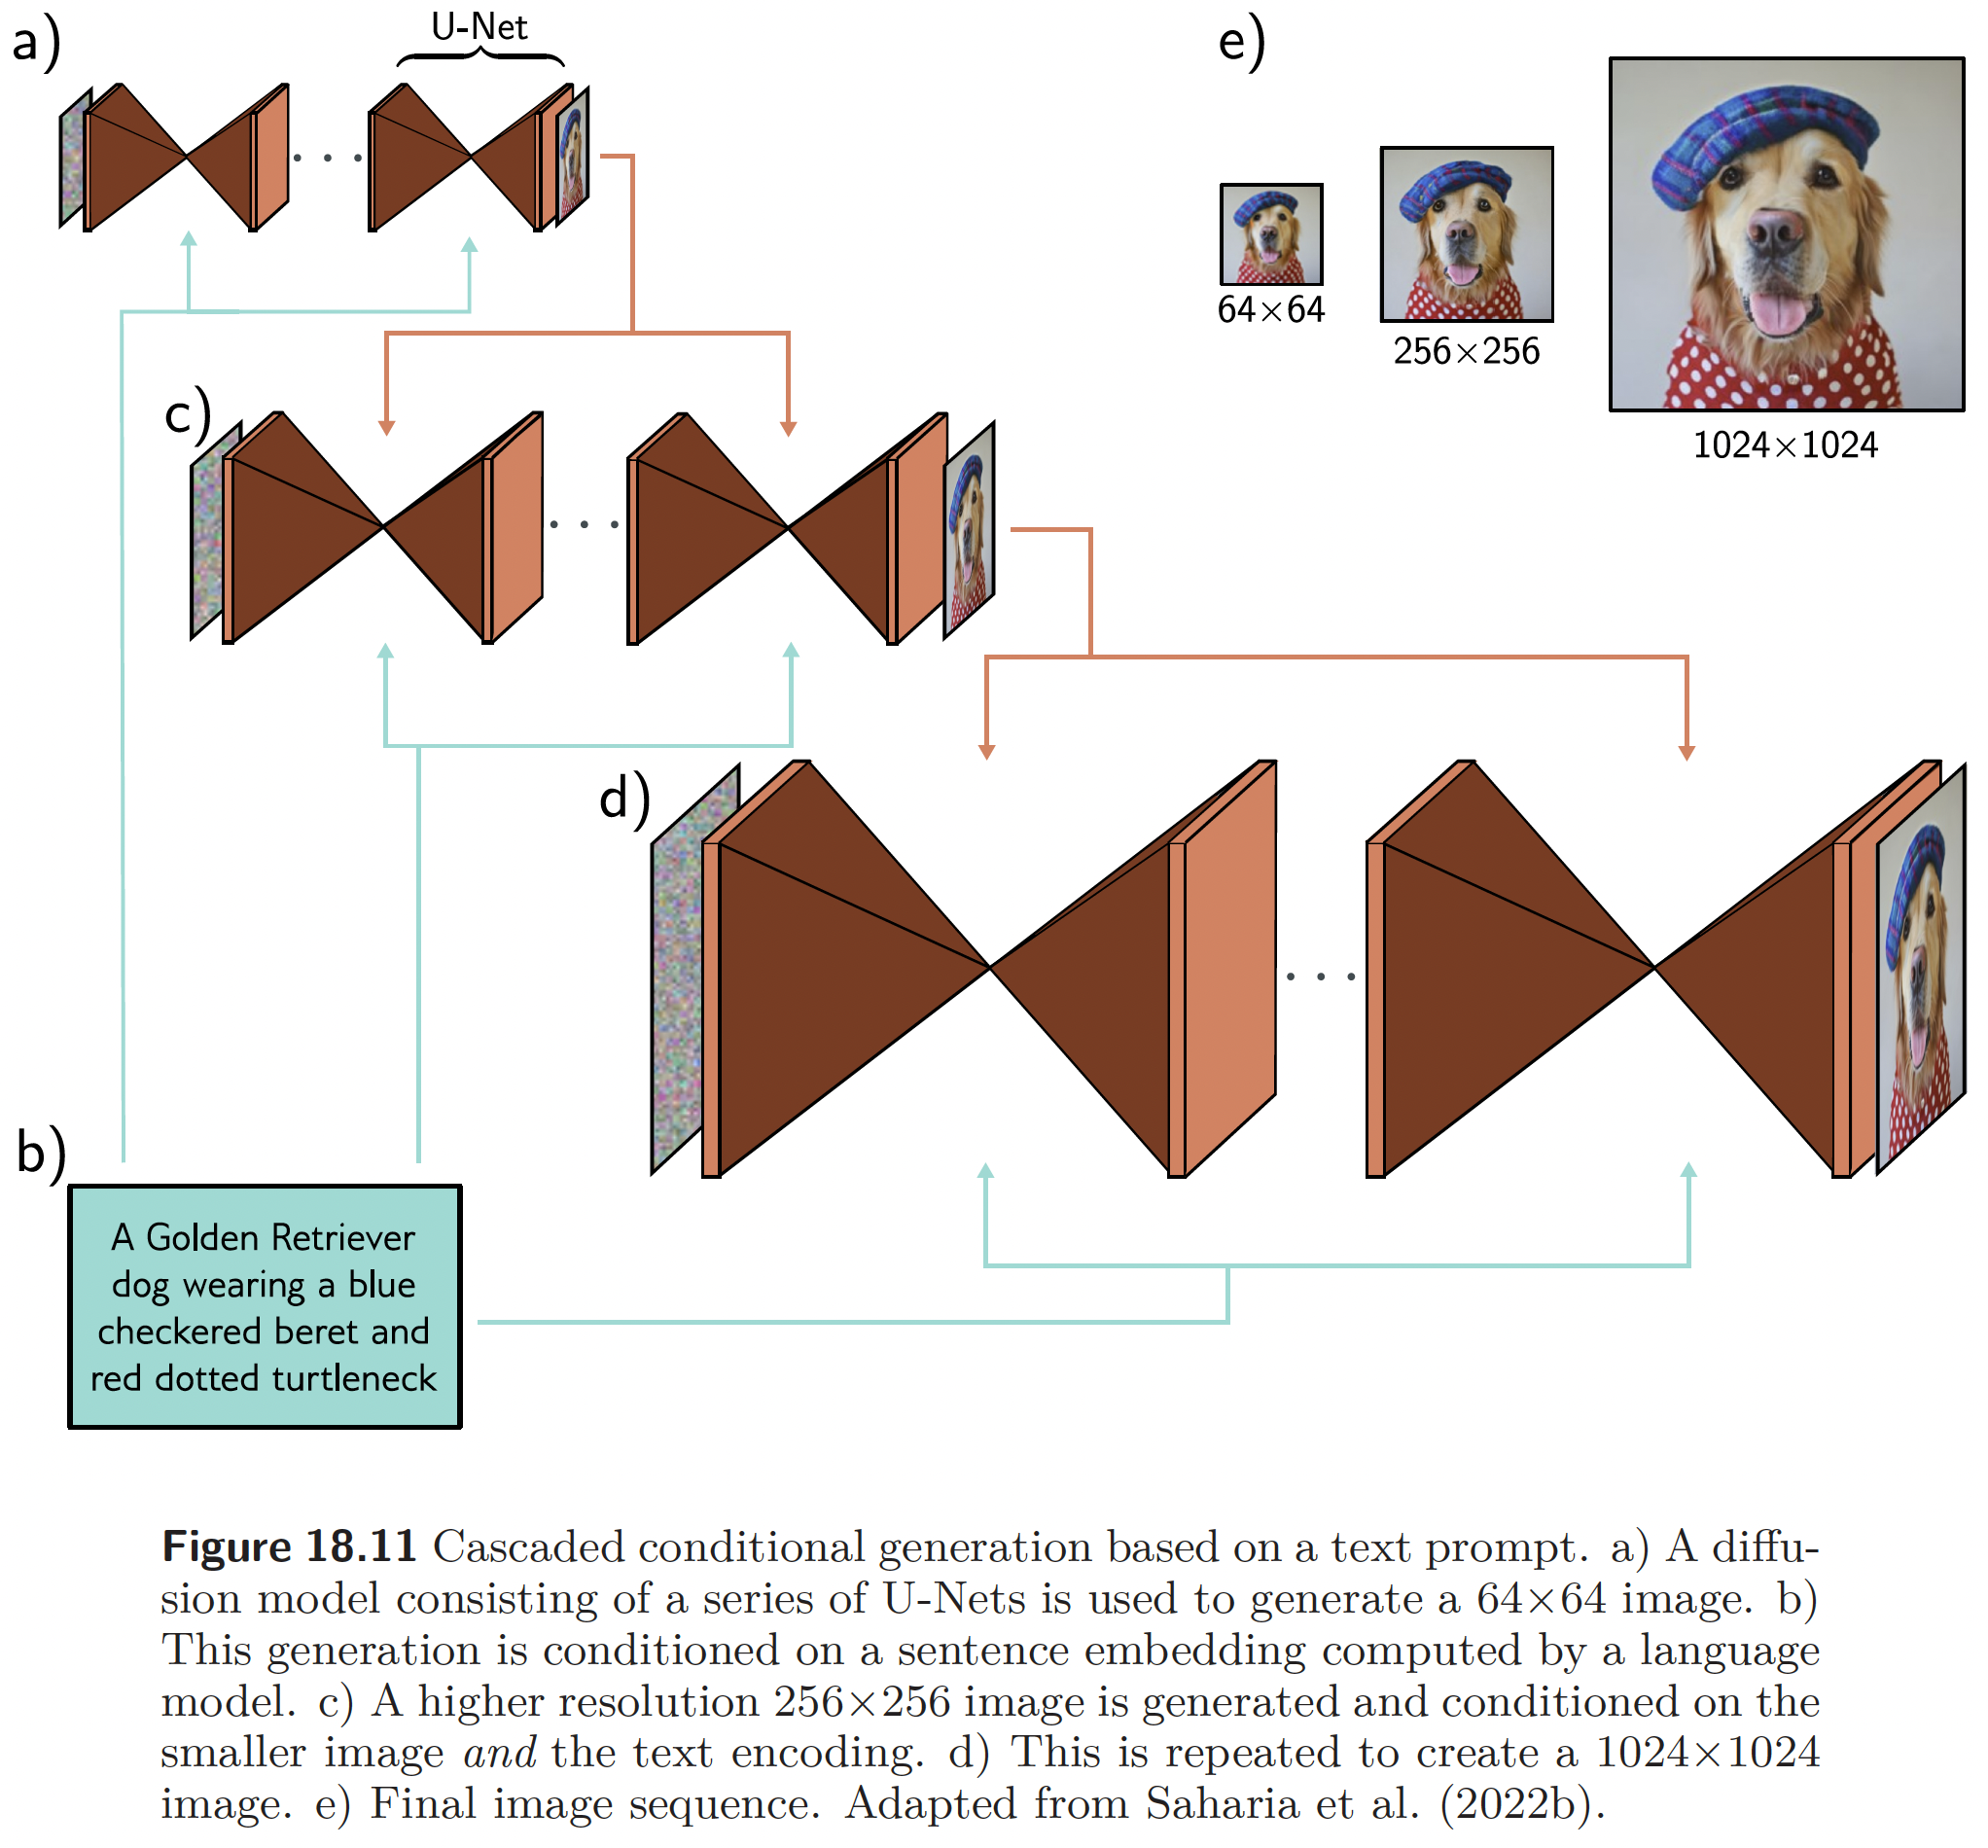 a)
U-Net
e)
64×64
256×256
1024×1024
c)
d)
b)
A Golden Retriever
dog wearing a blue
checkered beret and
red dotted turtleneck
Figure 18.11 Cascaded conditional generation based on a text prompt. a) A diffu-
sion model consisting of a series of U-Nets is used to generate a 64×64 image. b)
This generation is conditioned on a sentence embedding computed by a language
model. c) A higher resolution 256×256 image is generated and conditioned on the
smaller image and the text encoding. d) This is repeated to create a 1024×1024
image. e) Final image sequence. Adapted from Saharia et al. (2022b).